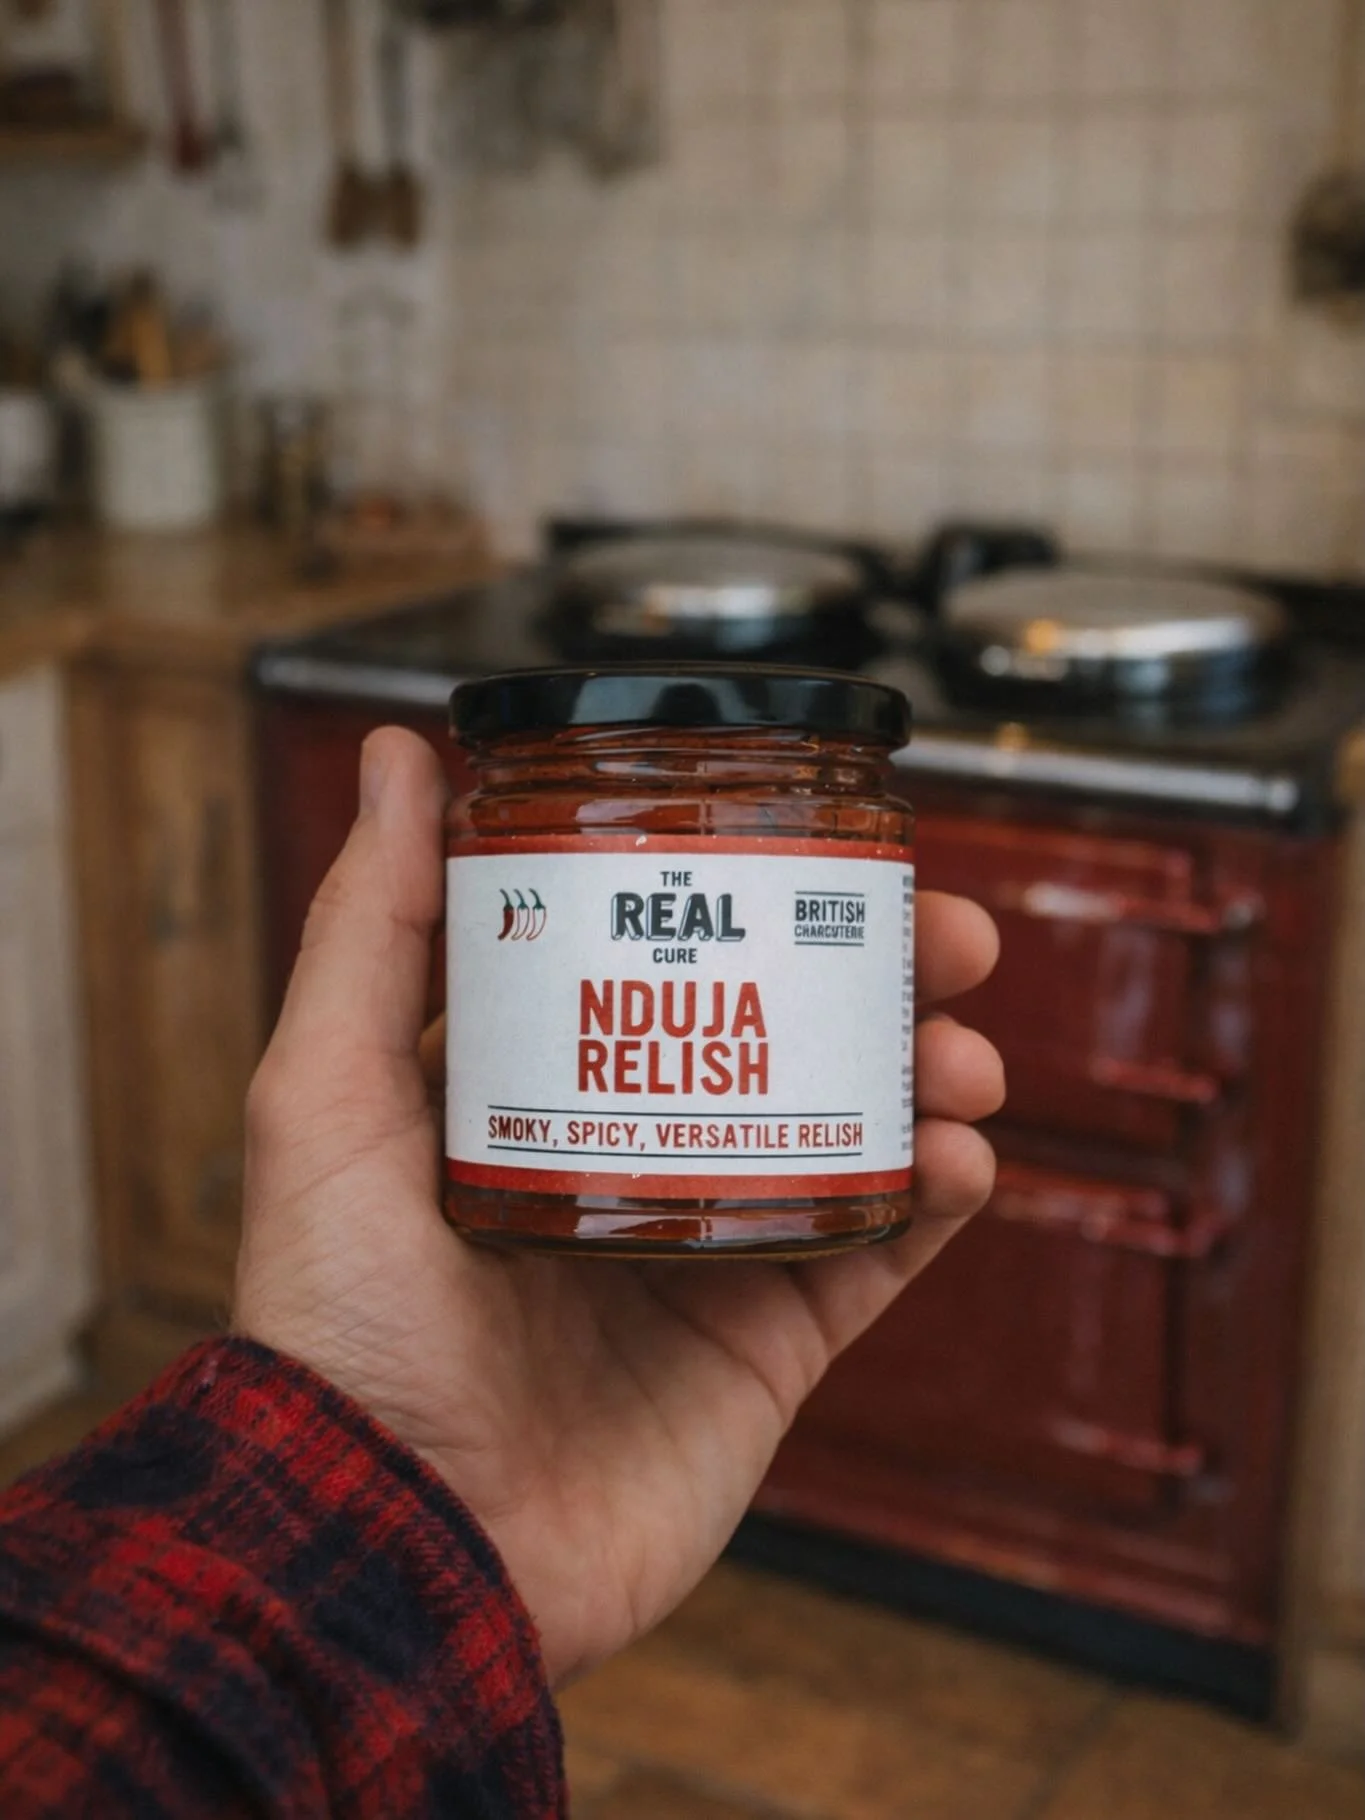 THE
REAL
CURE
BRITISH
CHARCUTERIE
NDUJA
RELISH
SMOKY, SPICY, VERSATILE RELISH